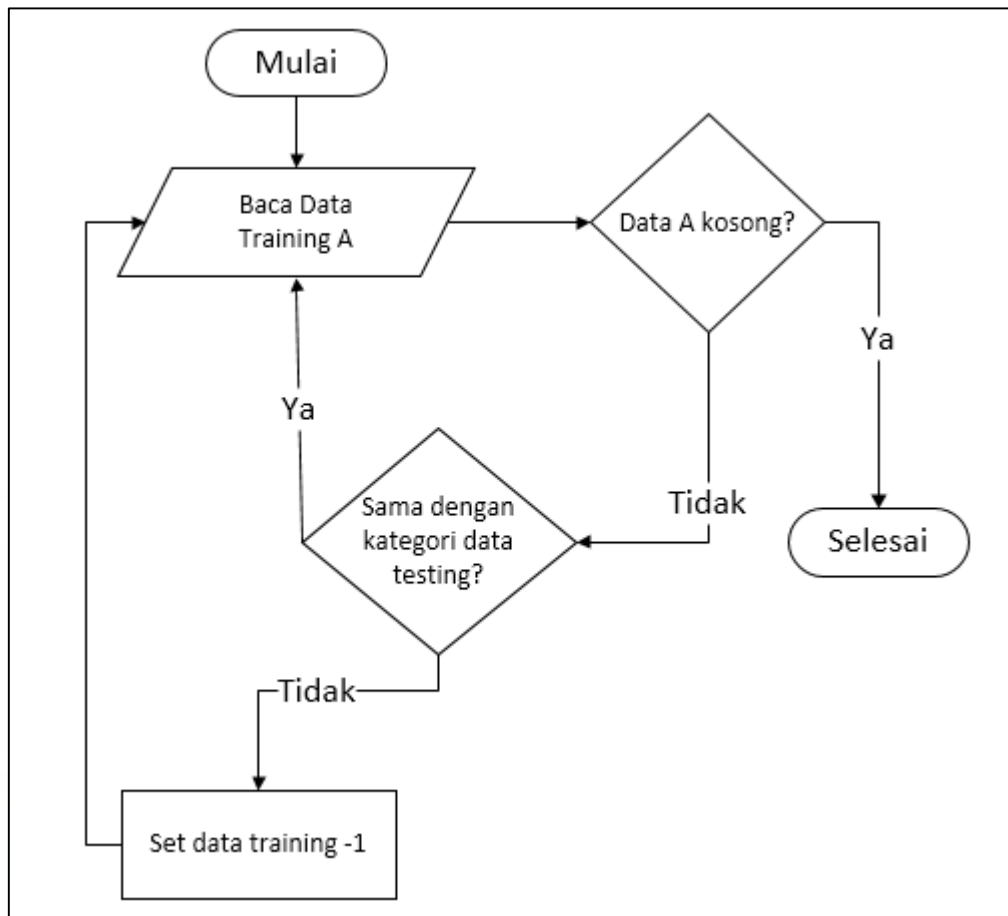 Mulai
Baca Data
Training A
Data A kosong?
Ya
Ya
Tidak
Sama dengan
kategori data
testing?
Selesai
Tidak
Set data training -1